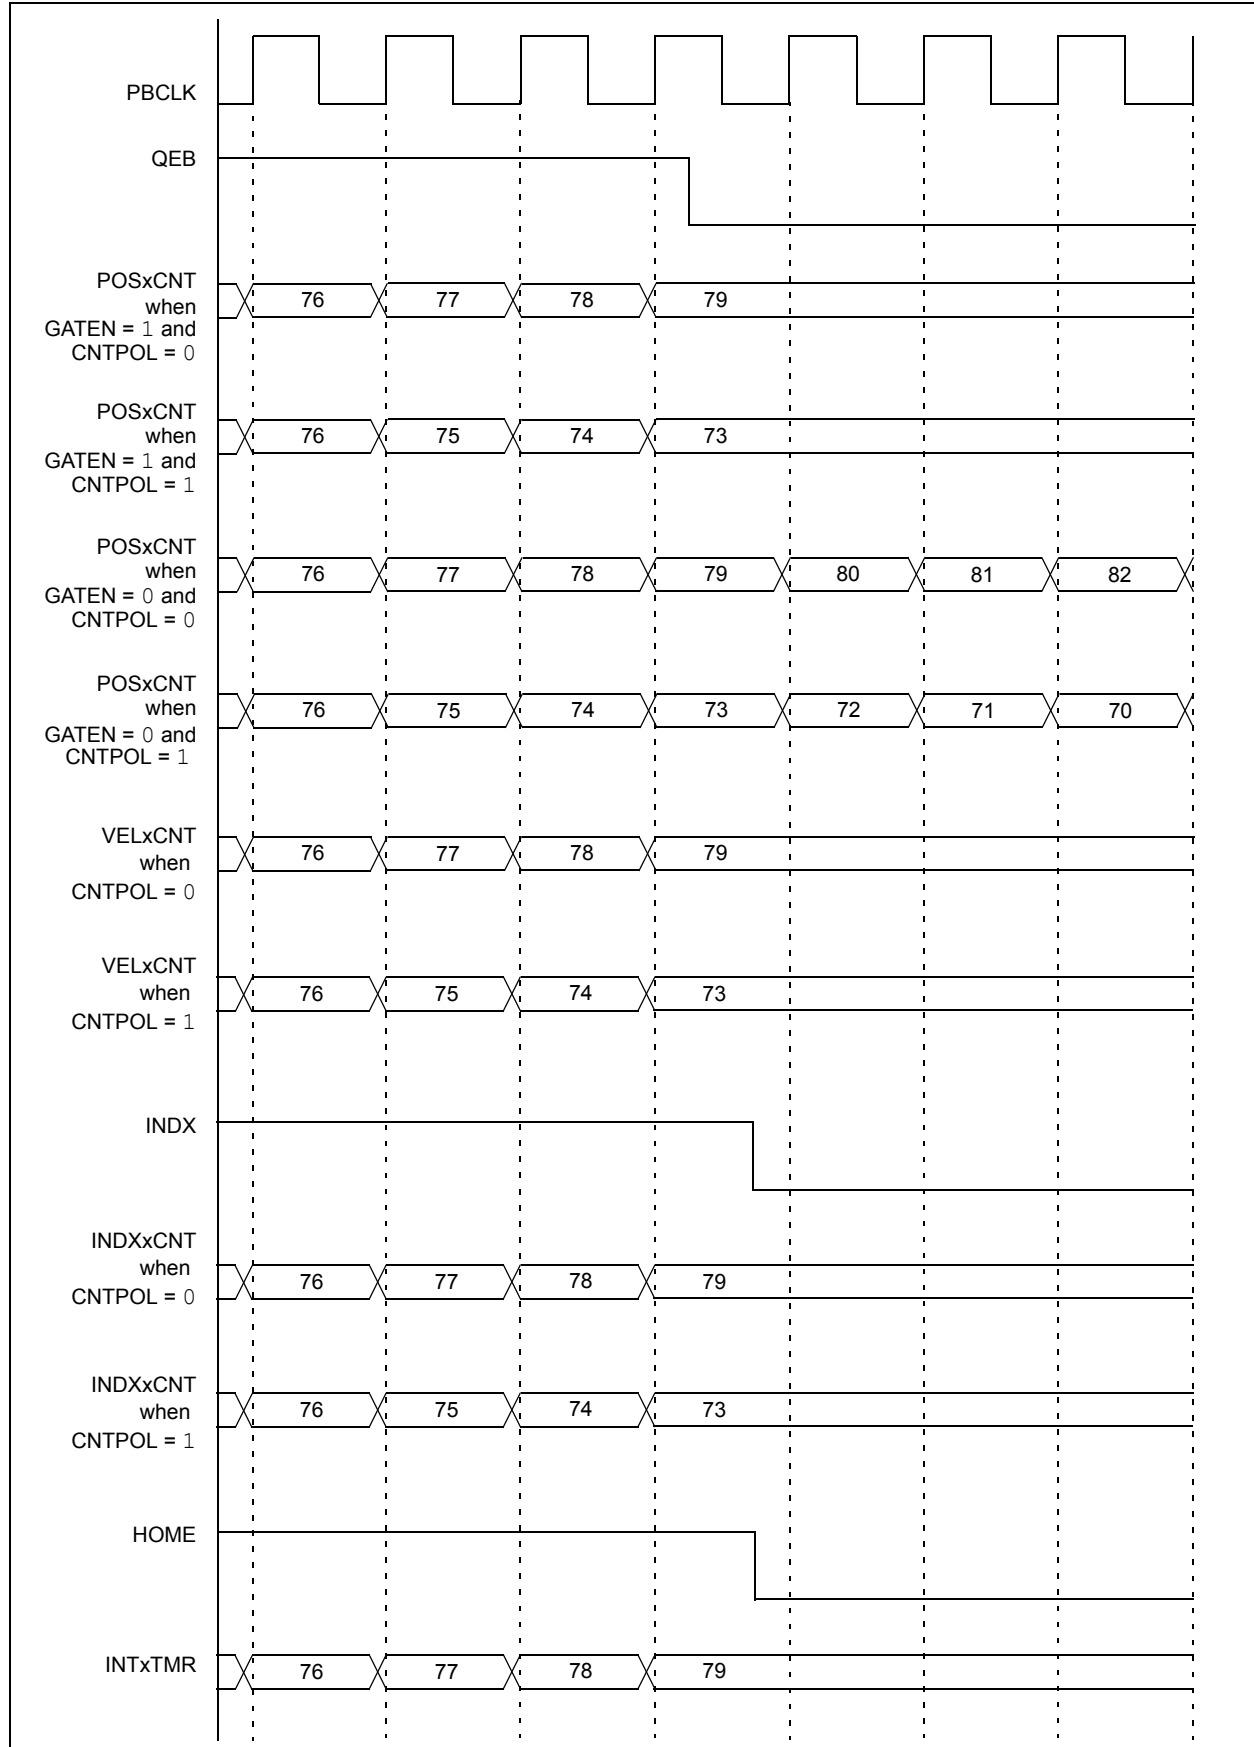 PBCLK
QEB
POSxCNT
when
GATEN = 1 and
CNTPOL = 0
76 77 78 79
POSxCNT
when
GATEN = 1 and
CNTPOL = 1
76 75 74 73
POSxCNT
when
GATEN = 0 and
CNTPOL = 0
76 77 78 79 80 81 82
POSxCNT
when
GATEN = 0 and
CNTPOL = 1
76 75 74 73 72 71 70
VELxCNT
when
CNTPOL = 0
76 77 78 79
VELxCNT
when
CNTPOL = 1
76 75 74 73
INDX
INDXxCNT
when
CNTPOL = 0
76 77 78 79
INDXxCNT
when
CNTPOL = 1
76 75 74 73
HOME
INTxTMR
76 77 78 79